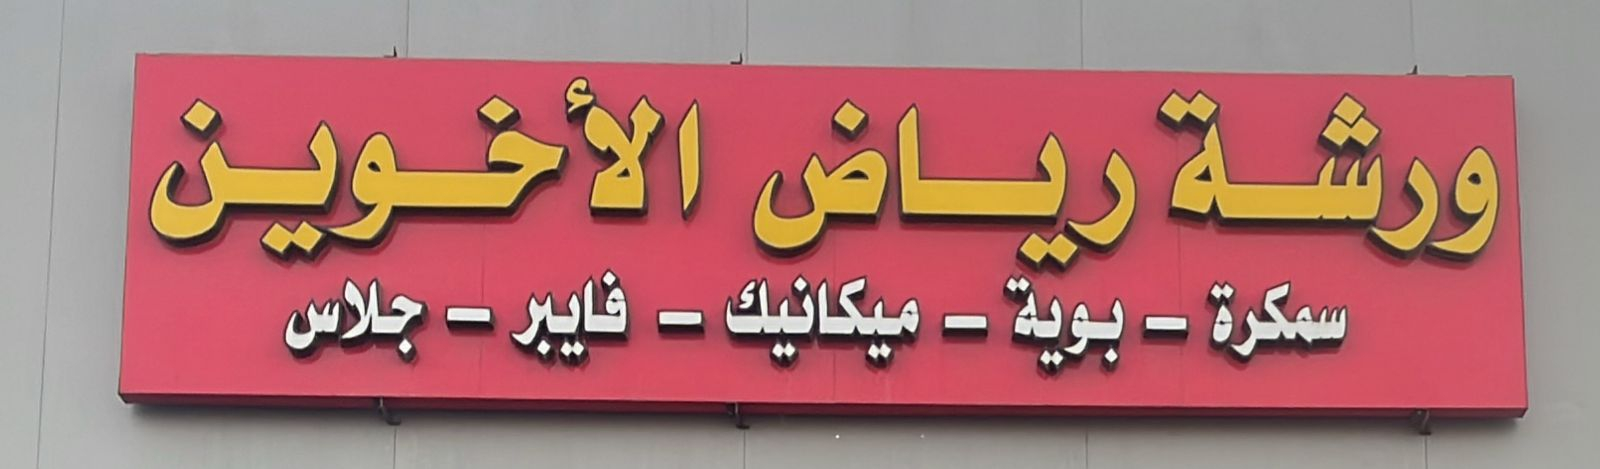 ورشة رياض الأخوين
سمكرة - بوية - ميكانيك - فايبر - جلاس